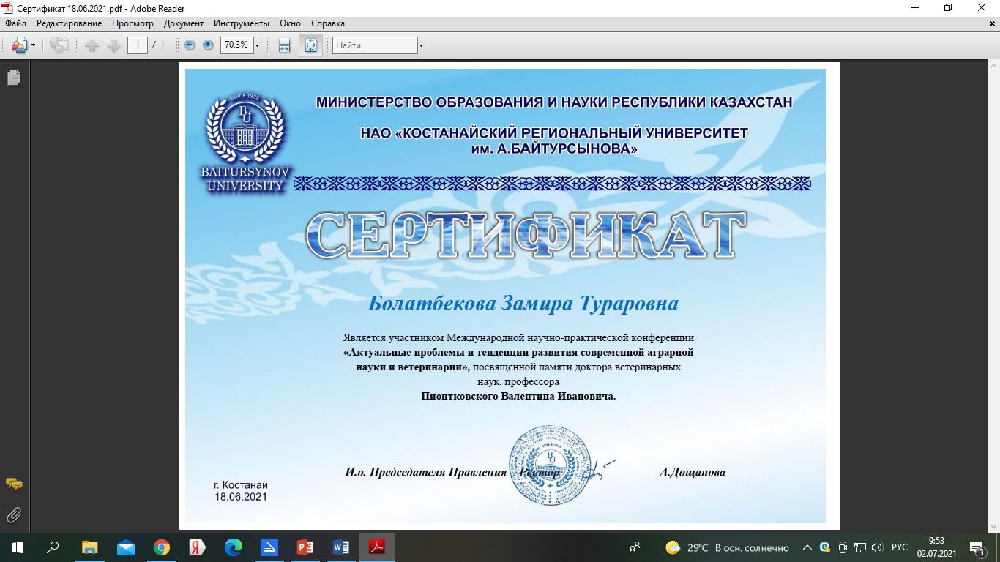 Сертификат 18.06.2021.pdf - Adobe Reader
Файл Редактирование Просмотр Документ Инструменты Окно Справка
1 / 1 70,3% Найти
SINCE 1939
BU
BAITURSYNOV
UNIVERSITY
МИНИСТЕРСТВО ОБРАЗОВАНИЯ И НАУКИ РЕСПУБЛИКИ КАЗАХСТАН
НАО «КОСТАНАЙСКИЙ РЕГИОНАЛЬНЫЙ УНИВЕРСИТЕТ
им. А.БАЙТУРСЫНОВА»
СЕРТИФИКАТ
Болатбекова Замира Тураровна
Является участником Международной научно-практической конференции
«Актуальные проблемы и тенденции развития современной аграрной
науки и ветеринарии», посвященной памяти доктора ветеринарных
наук, профессора
Пионтковского Валентина Ивановича.
И.о. Председателя Правления – Ректор А.Дощанова
SINCE 1939
BU
г. Костанай
18.06.2021
29°C В осн. солнечно РУС 9:53
02.07.2021
3